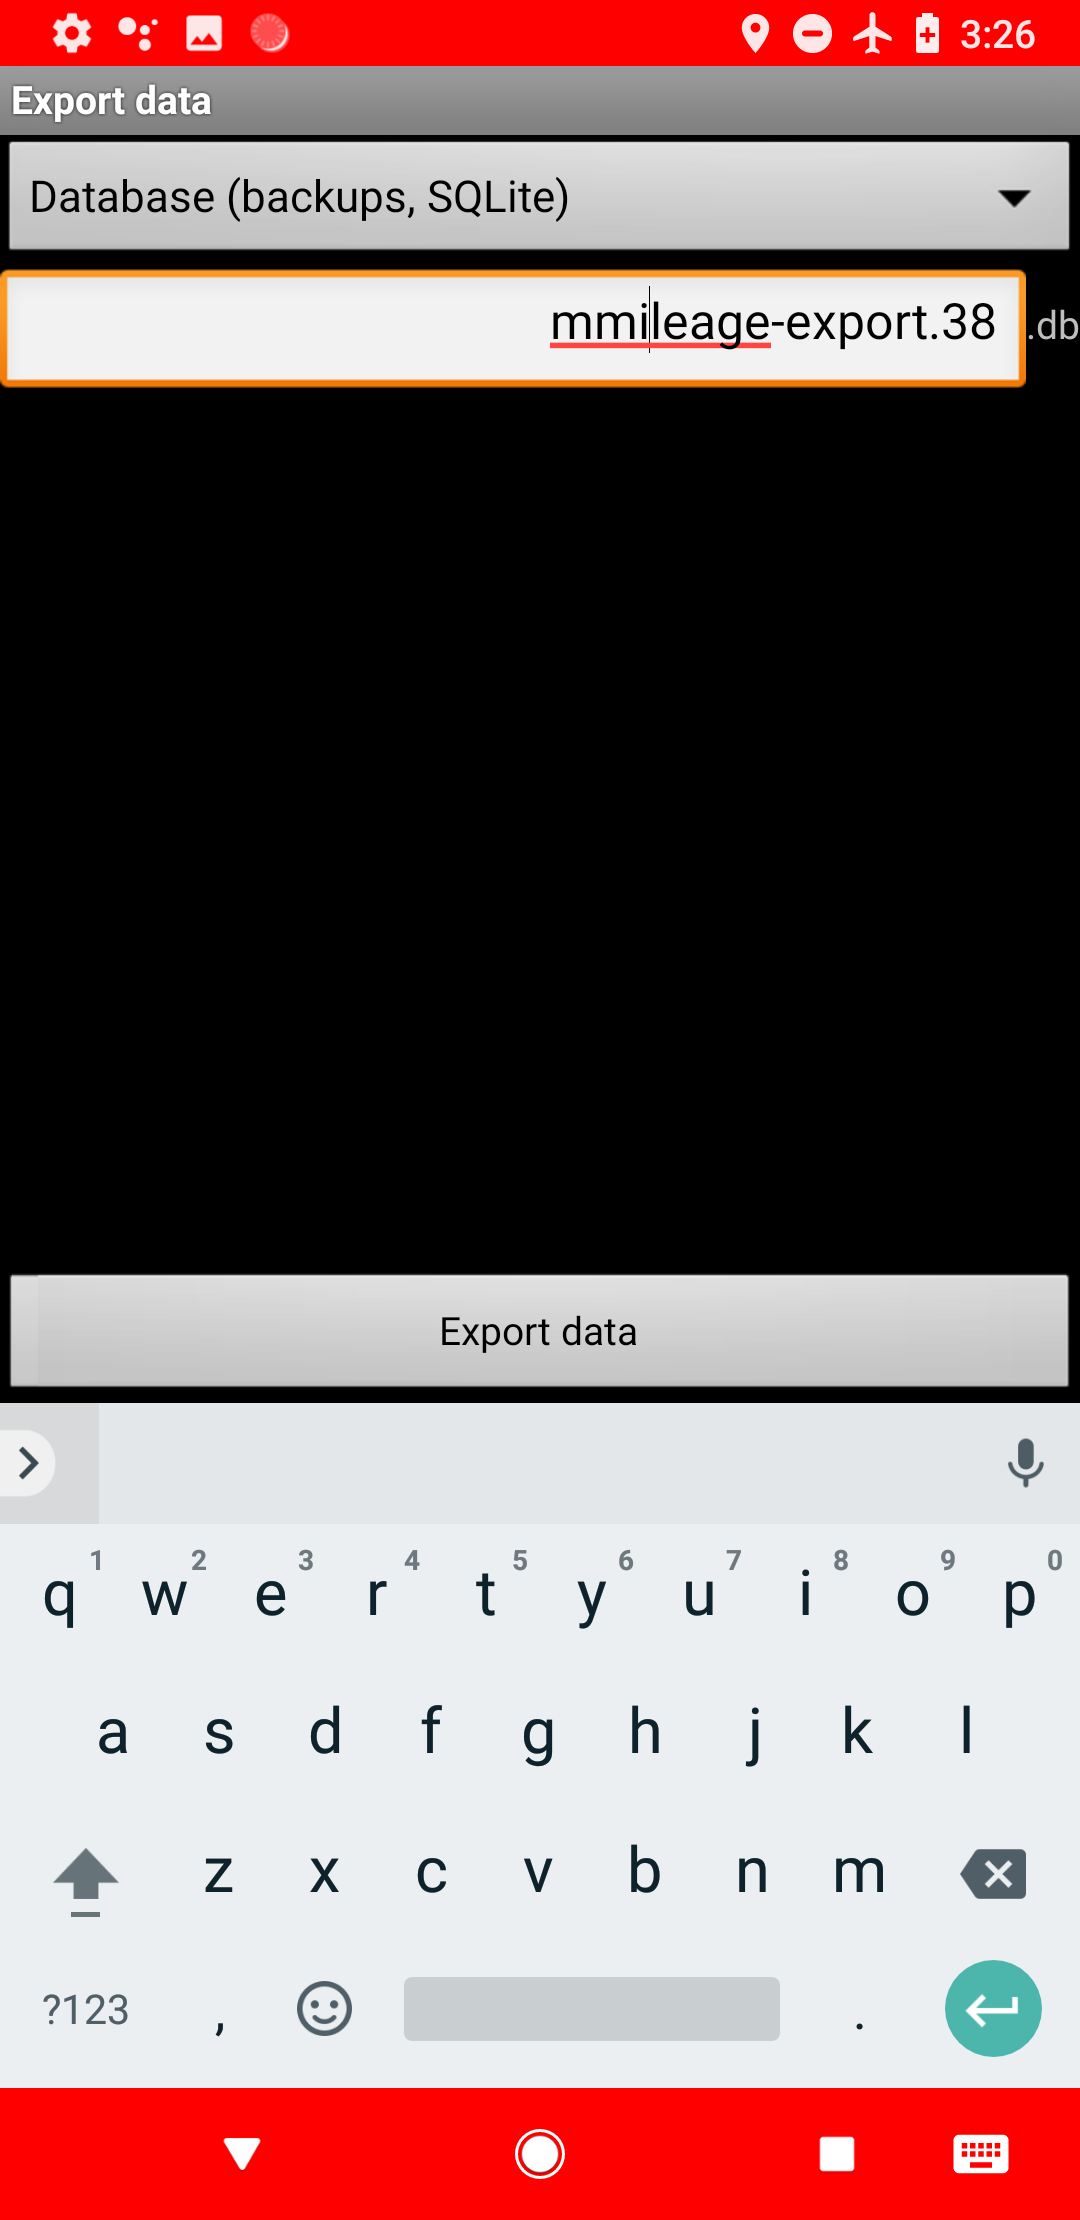 3:26
Export data
Database (backups, SQLite)
mmileage-export.38 .db
Export data
1 2 3 4 5 6 7 8 9 0
q w e r t y u i o p
a s d f g h j k l
z x c v b n m
?123 , .